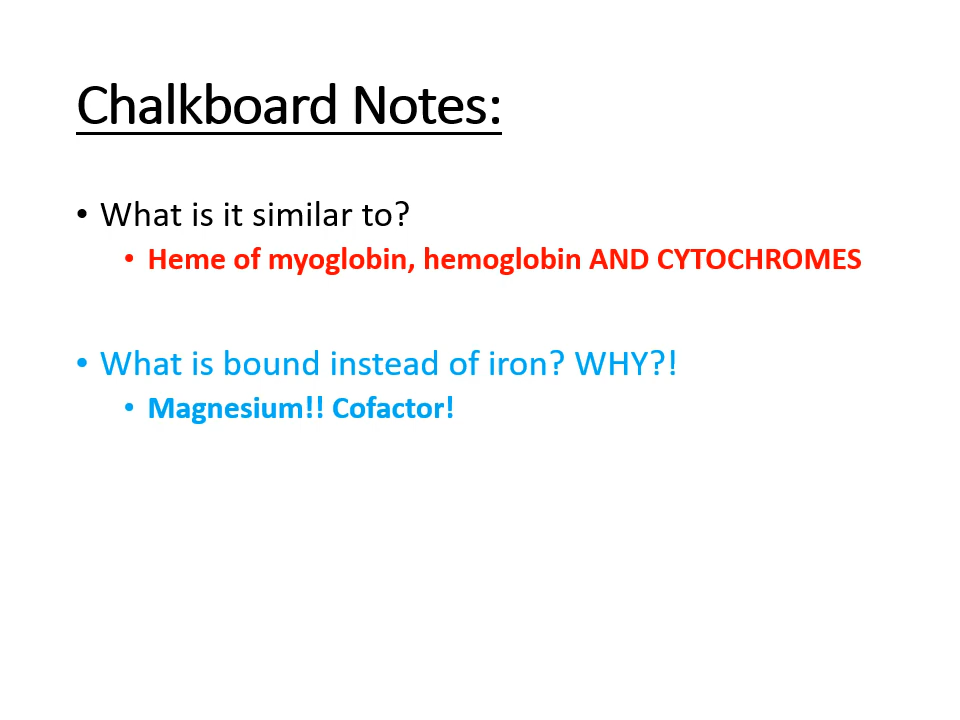 Chalkboard Notes:
• What is it similar to?
• Heme of myoglobin, hemoglobin AND CYTOCHROMES
• What is bound instead of iron? WHY?!
• Magnesium!! Cofactor!